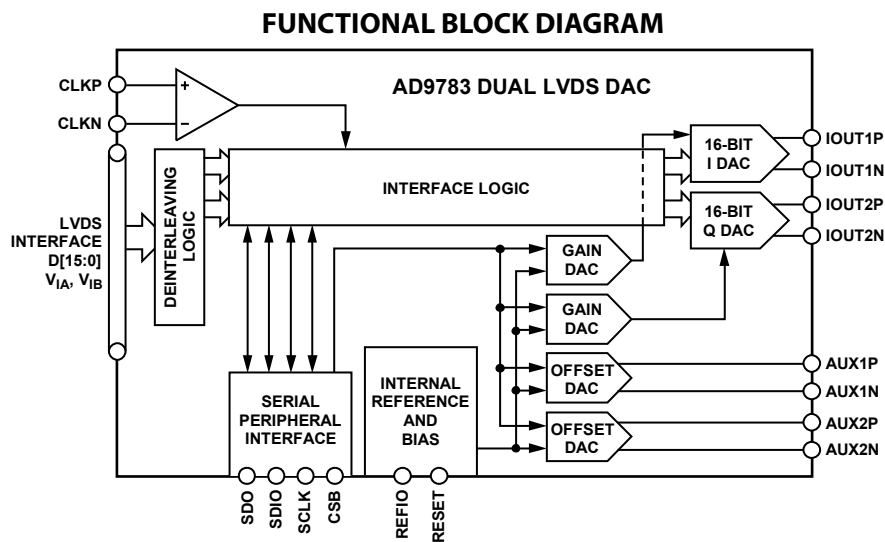 FUNCTIONAL BLOCK DIAGRAM
AD9783 DUAL LVDS DAC
CLKP
CLKN
+
–
LVDS
INTERFACE
D[15:0]
VIA, VIB
DEINTERLEAVING
LOGIC
INTERFACE LOGIC
16-BIT
I DAC
16-BIT
Q DAC
IOUT1P
IOUT1N
IOUT2P
IOUT2N
GAIN
DAC
GAIN
DAC
OFFSET
DAC
OFFSET
DAC
AUX1P
AUX1N
AUX2P
AUX2N
SERIAL
PERIPHERAL
INTERFACE
INTERNAL
REFERENCE
AND
BIAS
SDO
SDIO
SCLK
CSB
REFIO
RESET